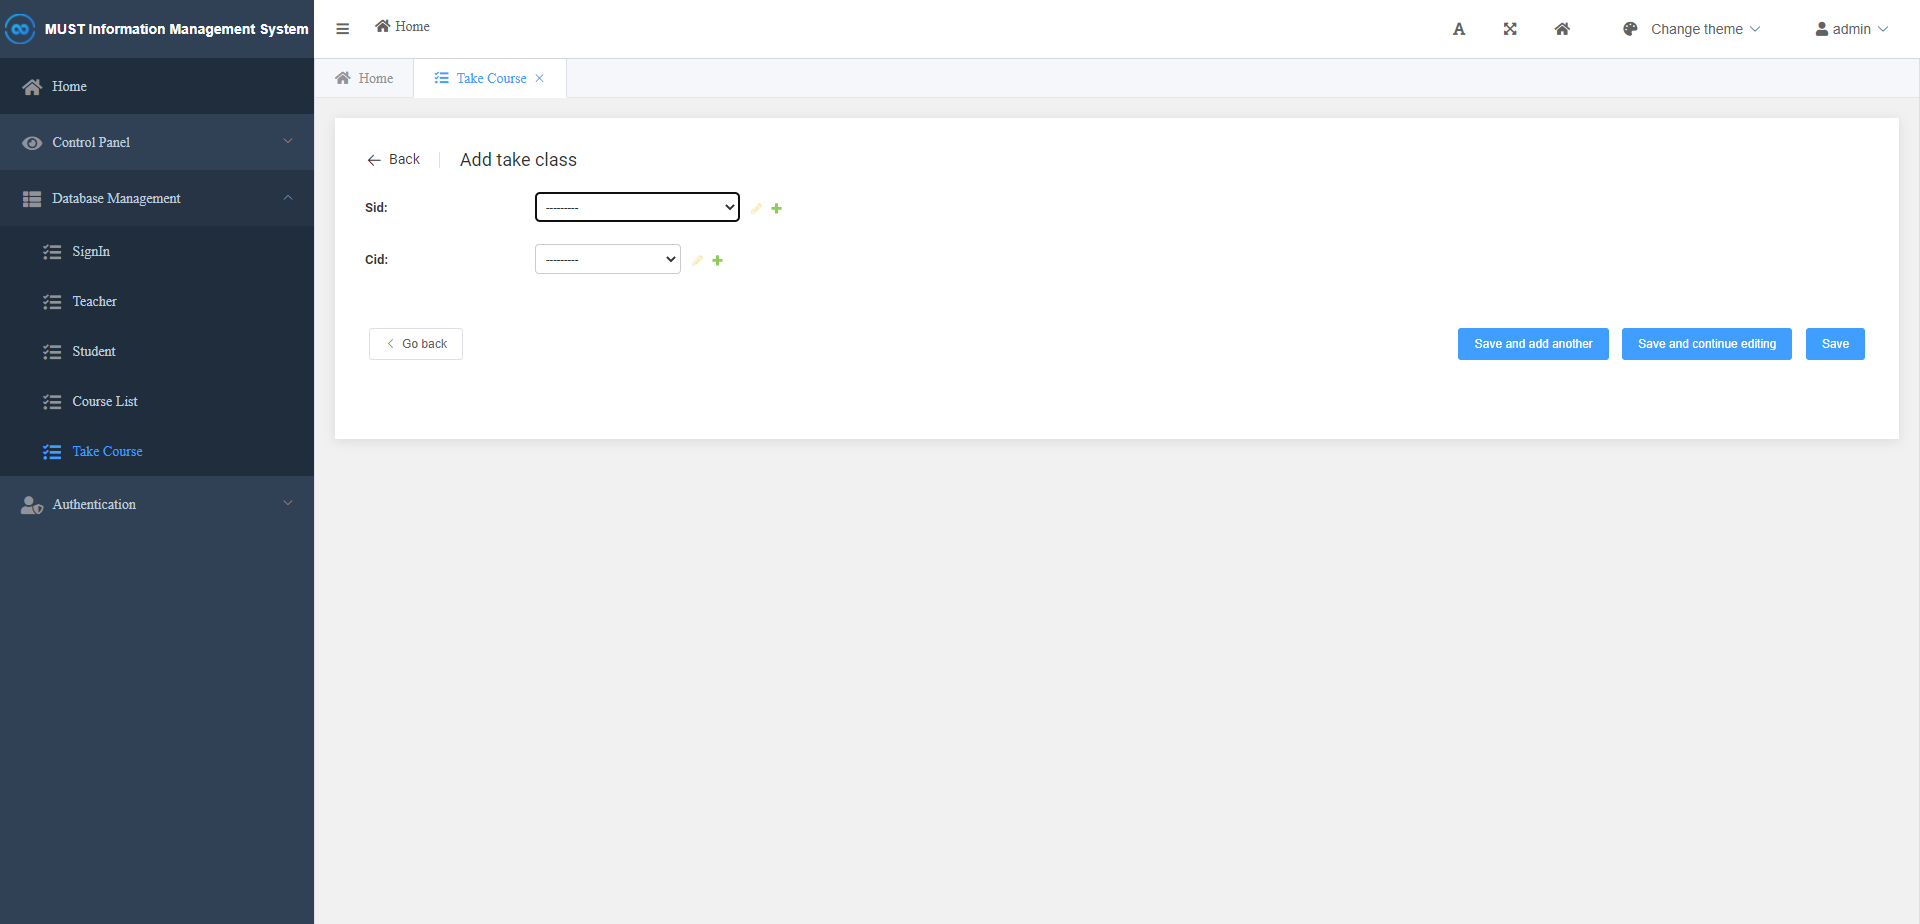 MUST Information Management System
Home
Change theme
admin
Home
Control Panel
Database Management
SignIn
Teacher
Student
Course List
Take Course
Authentication
Home
Take Course
Back
Add take class
Sid:
---------
Cid:
---------
Go back
Save and add another
Save and continue editing
Save